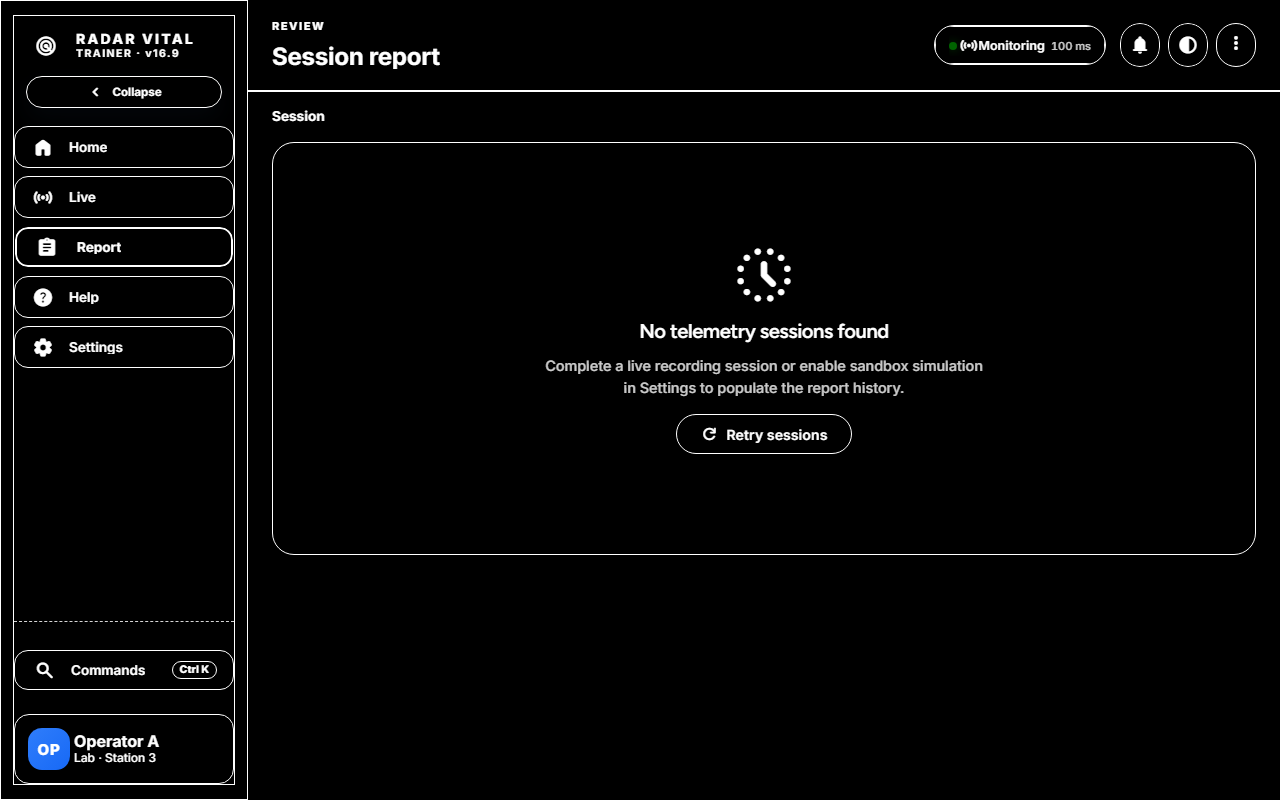 RADAR VITAL
TRAINER · v16.9
Collapse
Home
Live
Report
Help
Settings
Commands
Ctrl K
OP
Operator A
Lab · Station 3
REVIEW
Session report
Monitoring 100 ms
Session
No telemetry sessions found
Complete a live recording session or enable sandbox simulation
in Settings to populate the report history.
Retry sessions